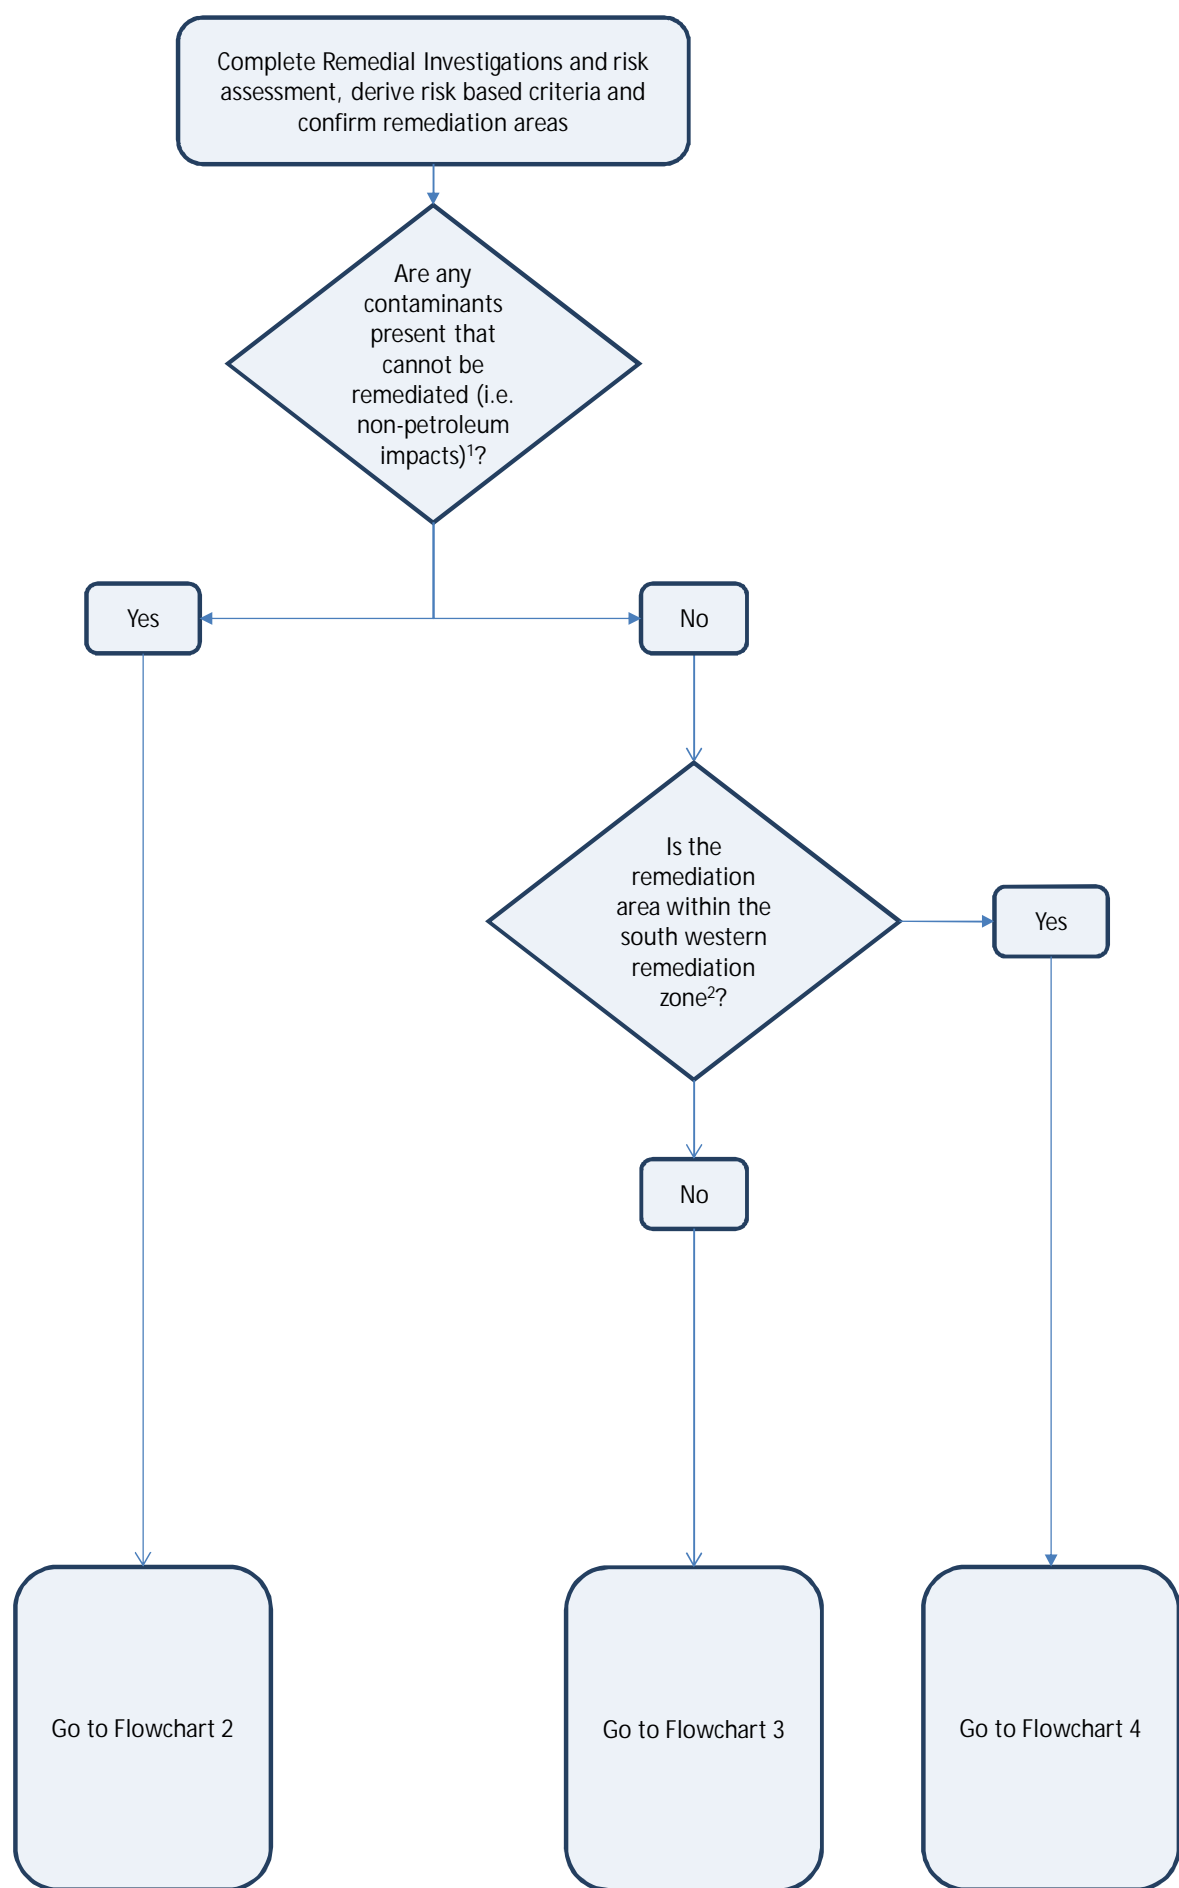 Complete Remedial Investigations and risk
assessment, derive risk based criteria and
confirm remediation areas
Are any
contaminants
present that
cannot be
remediated (i.e.
non-petroleum
impacts)¹?
Yes
No
Is the
remediation
area within the
south western
remediation
zone²?
Yes
No
Go to Flowchart 2
Go to Flowchart 3
Go to Flowchart 4